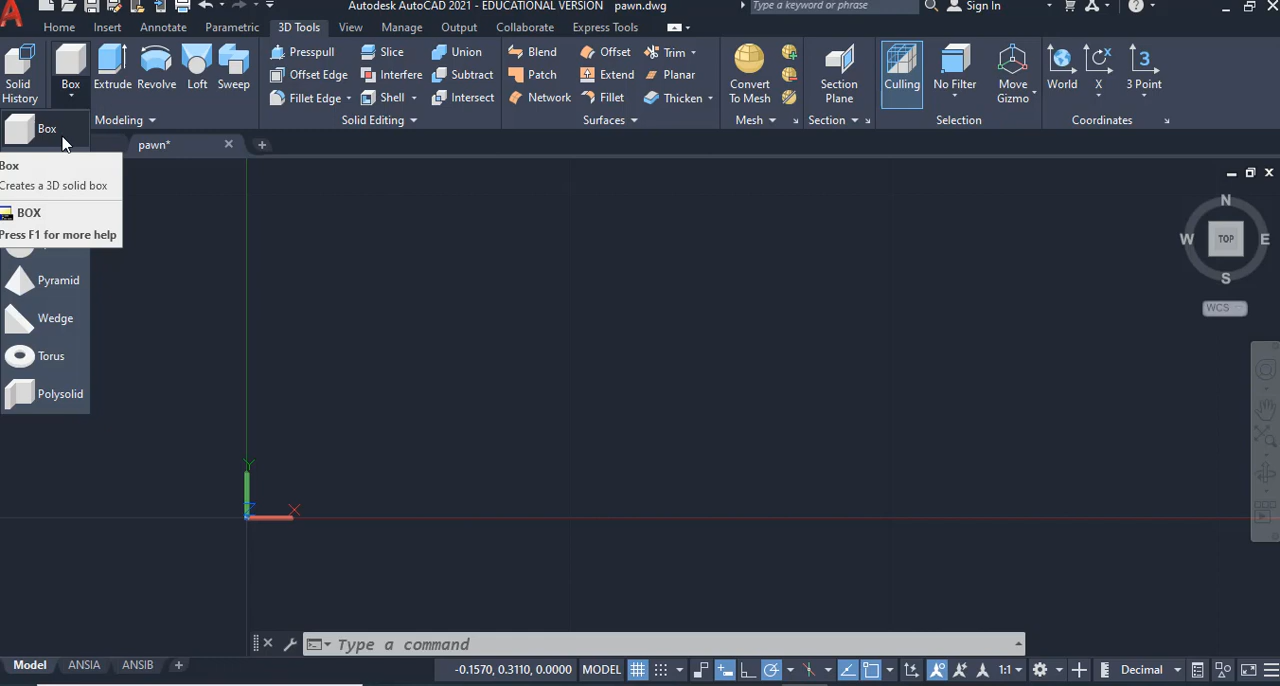 Autodesk AutoCAD 2021 - EDUCATIONAL VERSION pawn.dwg
Type a keyword or phrase
Sign In
Home Insert Annotate Parametric 3D Tools View Manage Output Collaborate Express Tools
Solid History
Box
Extrude
Revolve
Loft
Sweep
Presspull
Offset Edge
Fillet Edge
Slice
Interfere
Shell
Union
Subtract
Intersect
Blend
Patch
Network
Offset
Extend
Fillet
Trim
Planar
Thicken
Convert To Mesh
Section Plane
Culling
No Filter
Move Gizmo
World
X
3 Point
Modeling
Solid Editing
Surfaces
Mesh
Section
Selection
Coordinates
Box
pawn*
Box
Creates a 3D solid box
BOX
Press F1 for more help
Pyramid
Wedge
Torus
Polysolid
N
W
TOP
E
S
WCS
Y
X
Z
Type a command
Model ANSIA ANSIB
-0.1570, 0.3110, 0.0000 MODEL
1:1
Decimal